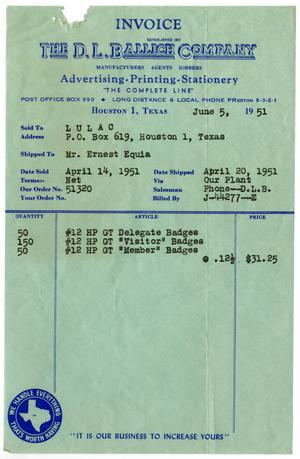 INVOICE
ESTABLISHED 1911
THE D. L. BALLICH COMPANY
MANUFACTURERS AGENTS JOBBERS
Advertising-Printing-Stationery
"THE COMPLETE LINE"
POST OFFICE BOX 990 ♦ LONG DISTANCE & LOCAL PHONE PRESTON 8-3-2-1
HOUSTON 1, TEXAS June 5, 1951
Sold To L U L A C
Address P.O. Box 619, Houston 1, Texas
Shipped To Mr. Ernest Equia
Date Sold April 14, 1951 Date Shipped April 20, 1951
Terms:- Net Via Our Plant
Our Order No. 51320 Salesman Phone--D.L.B.
Your Order No. Billed By J-44277-E
QUANTITY ARTICLE PRICE
50 #12 HP GT Delegate Badges
150 #12 HP GT "Visitor" Badges
50 #12 HP GT "Member" Badges
@ .12½ $31.25
WE HANDLE EVERYTHING
THAT'S WORTH HAVING
"IT IS OUR BUSINESS TO INCREASE YOURS"